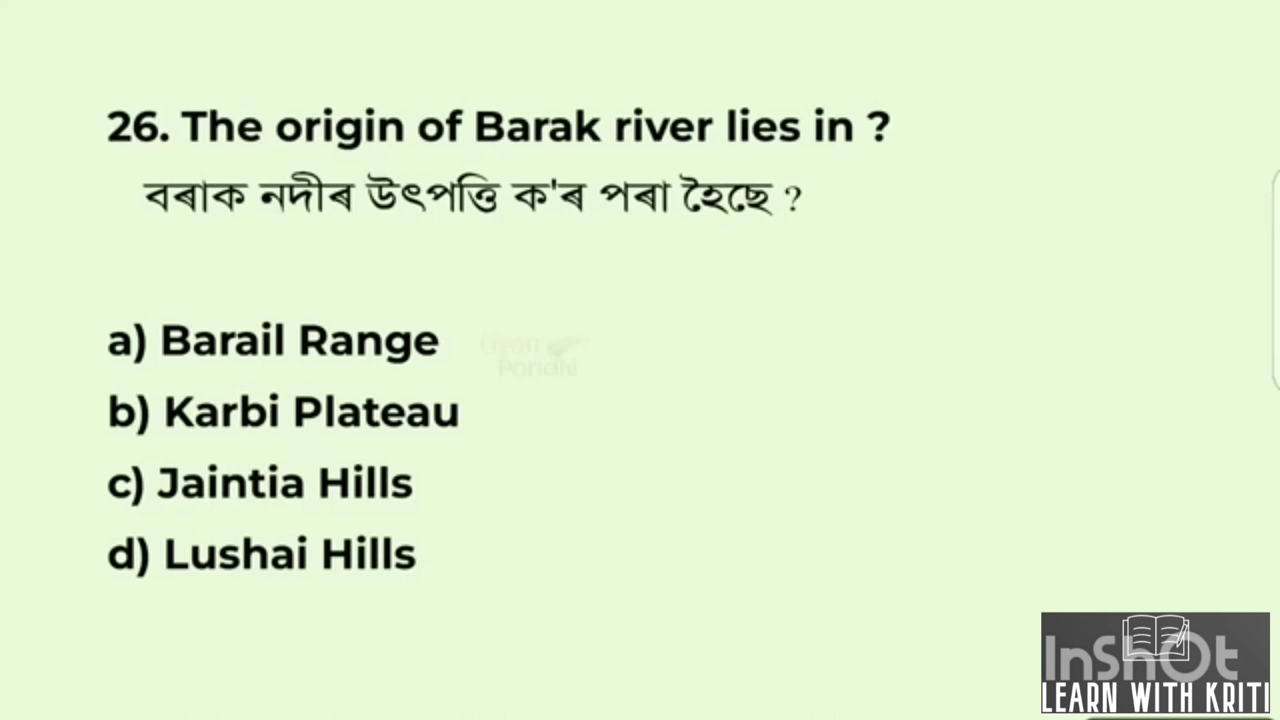 26. The origin of Barak river lies in ?
বৰাক নদীৰ উৎপত্তি ক'ৰ পৰা হৈছে ?
a) Barail Range
b) Karbi Plateau
c) Jaintia Hills
d) Lushai Hills
InShOt
LEARN WITH KRITI